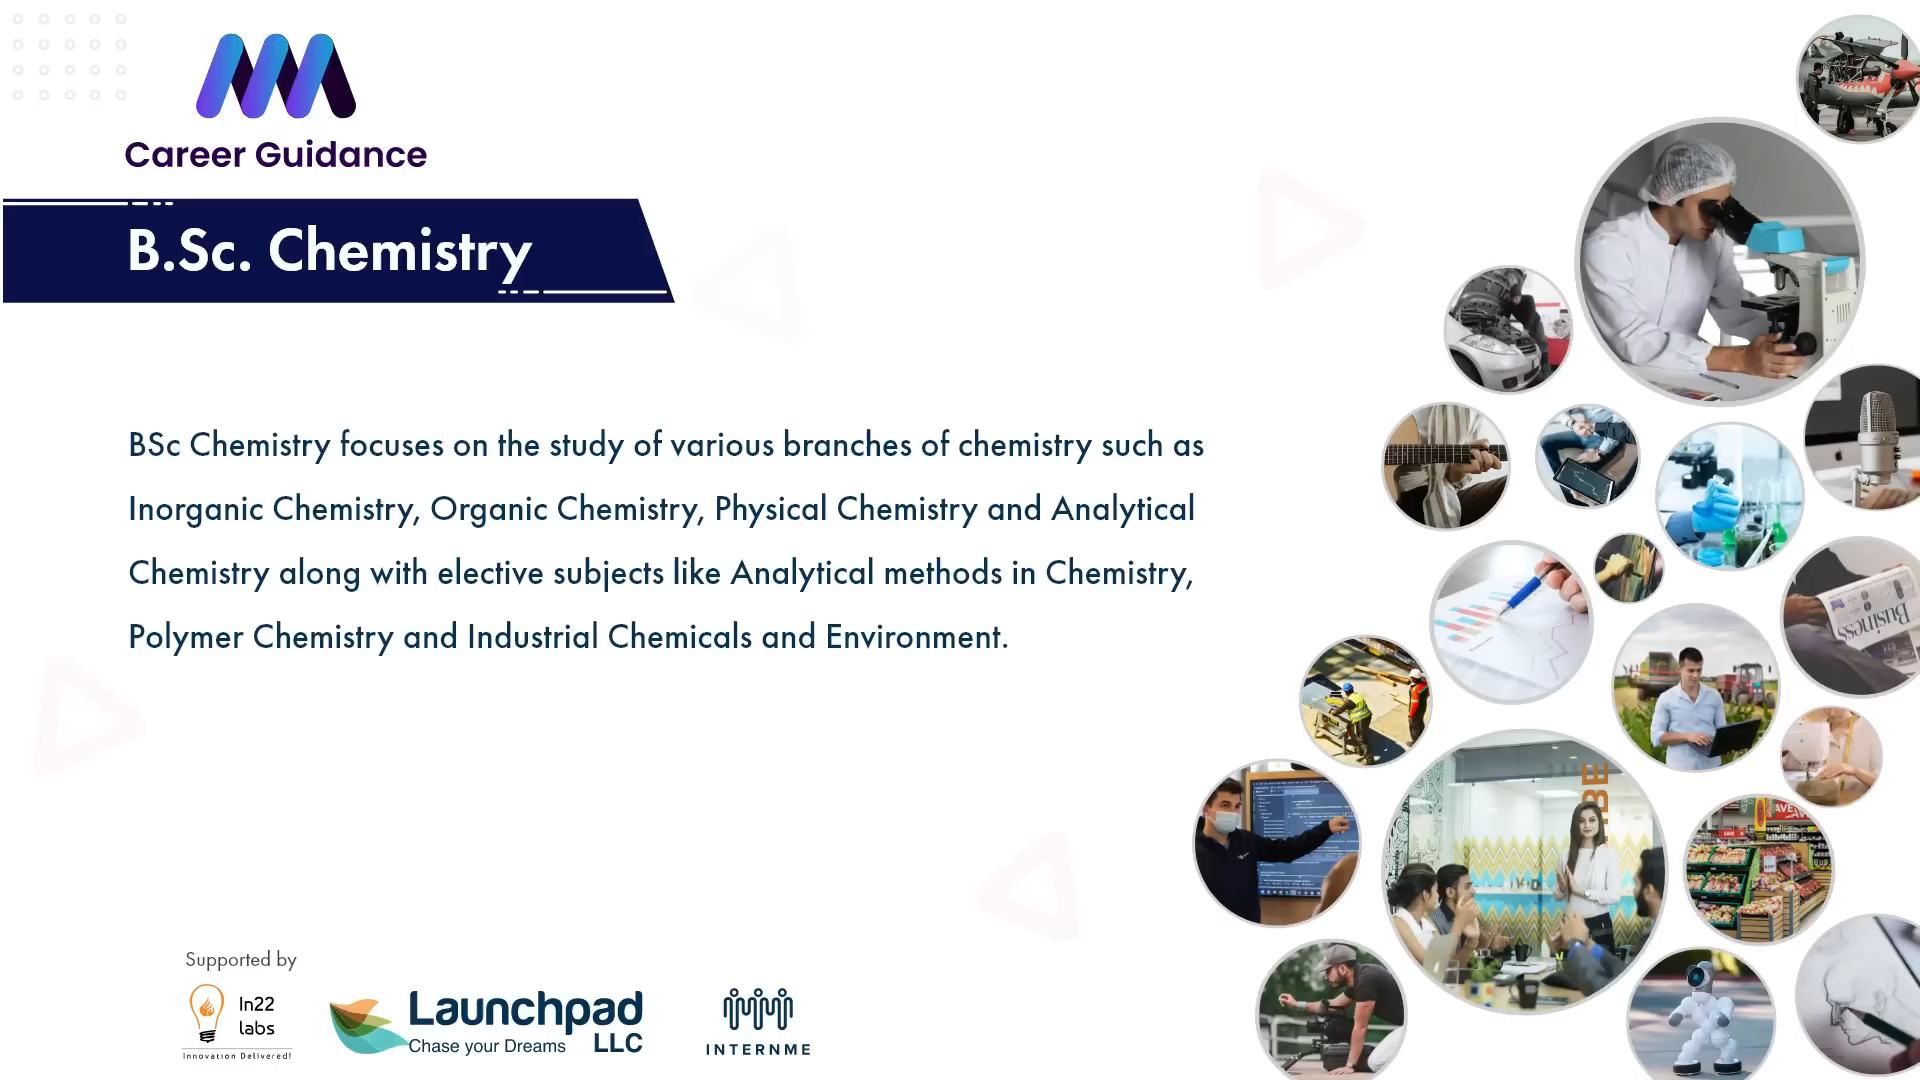 Career Guidance
B.Sc. Chemistry
BSc Chemistry focuses on the study of various branches of chemistry such as
Inorganic Chemistry, Organic Chemistry, Physical Chemistry and Analytical
Chemistry along with elective subjects like Analytical methods in Chemistry,
Polymer Chemistry and Industrial Chemicals and Environment.
Supported by
In22
labs
Innovation Delivered!
Launchpad
Chase your Dreams LLC
INTERNME
Business
SAVE